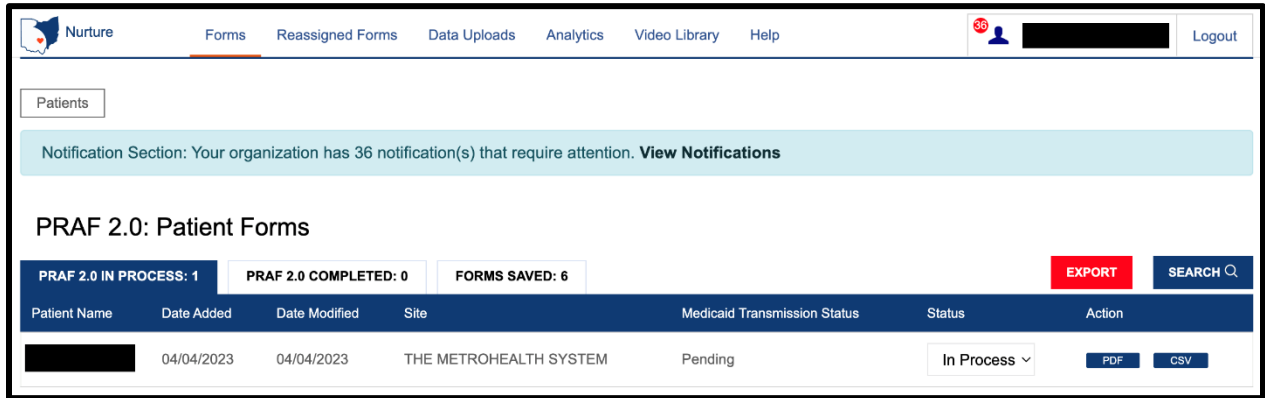 Nurture Forms Reassigned Forms Data Uploads Analytics Video Library Help 36 Logout
Patients
Notification Section: Your organization has 36 notification(s) that require attention. View Notifications
PRAF 2.0: Patient Forms
PRAF 2.0 IN PROCESS: 1 PRAF 2.0 COMPLETED: 0 FORMS SAVED: 6 EXPORT SEARCH
Patient Name Date Added Date Modified Site Medicaid Transmission Status Status Action
04/04/2023 04/04/2023 THE METROHEALTH SYSTEM Pending In Process PDF CSV